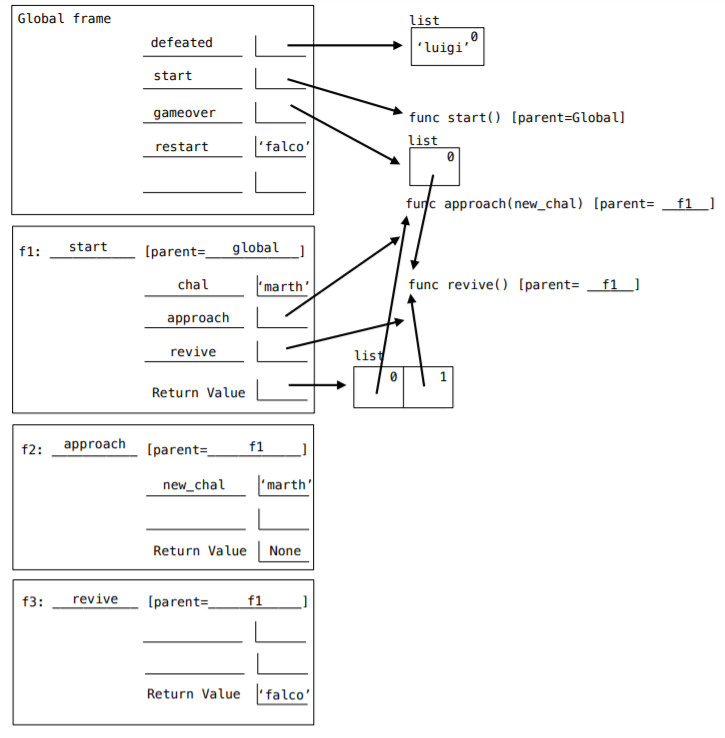 Global frame
defeated
start
gameover
restart ‘falco’
list
0
‘luigi’
func start() [parent=Global]
list
0
func approach(new_chal) [parent= __f1__]
func revive() [parent= __f1__]
f1: start [parent= global ]
chal ‘marth’
approach
revive
Return Value
list
0 1
f2: approach [parent= f1 ]
new_chal ‘marth’
Return Value None
f3: revive [parent= f1 ]
Return Value ‘falco’